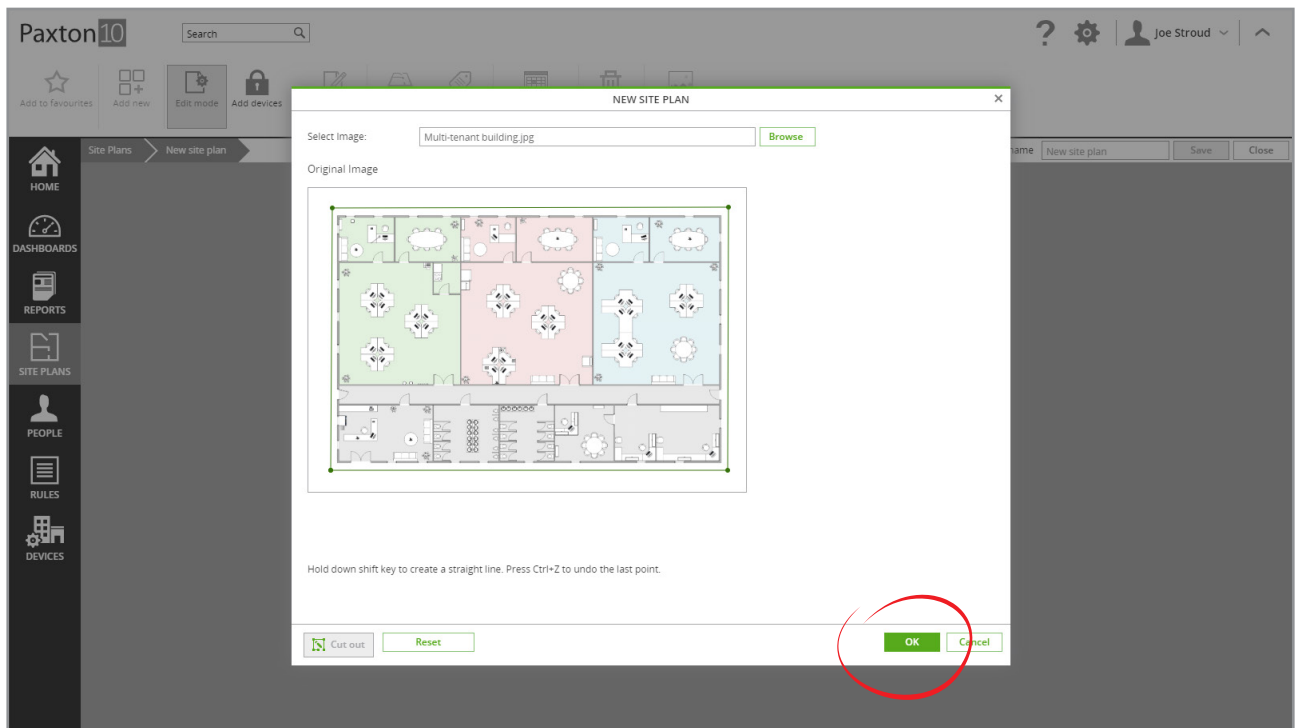 Paxton10
Search
Joe Stroud
Add to favourites
Add new
Edit mode
Add devices
NEW SITE PLAN
Select Image:
Multi-tenant building.jpg
Browse
Original Image
Site Plans
New site plan
New site plan
Save
Close
HOME
DASHBOARDS
REPORTS
SITE PLANS
PEOPLE
RULES
DEVICES
Hold down shift key to create a straight line. Press Ctrl+Z to undo the last point.
Cut out
Reset
OK
Cancel